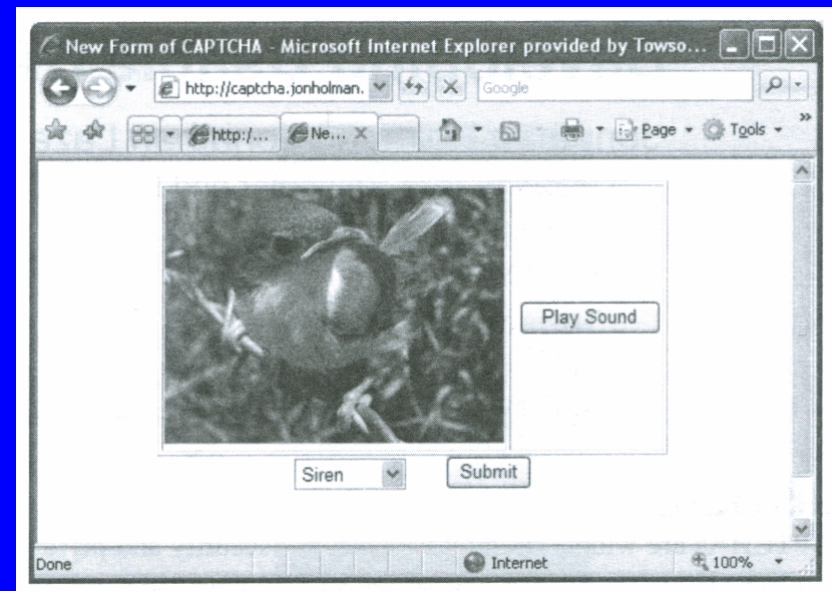 New Form of CAPTCHA - Microsoft Internet Explorer provided by Towso...
http://captcha.jonholman. Google
http:/... Ne... Page Tools
Play Sound
Siren Submit
Done Internet 100%